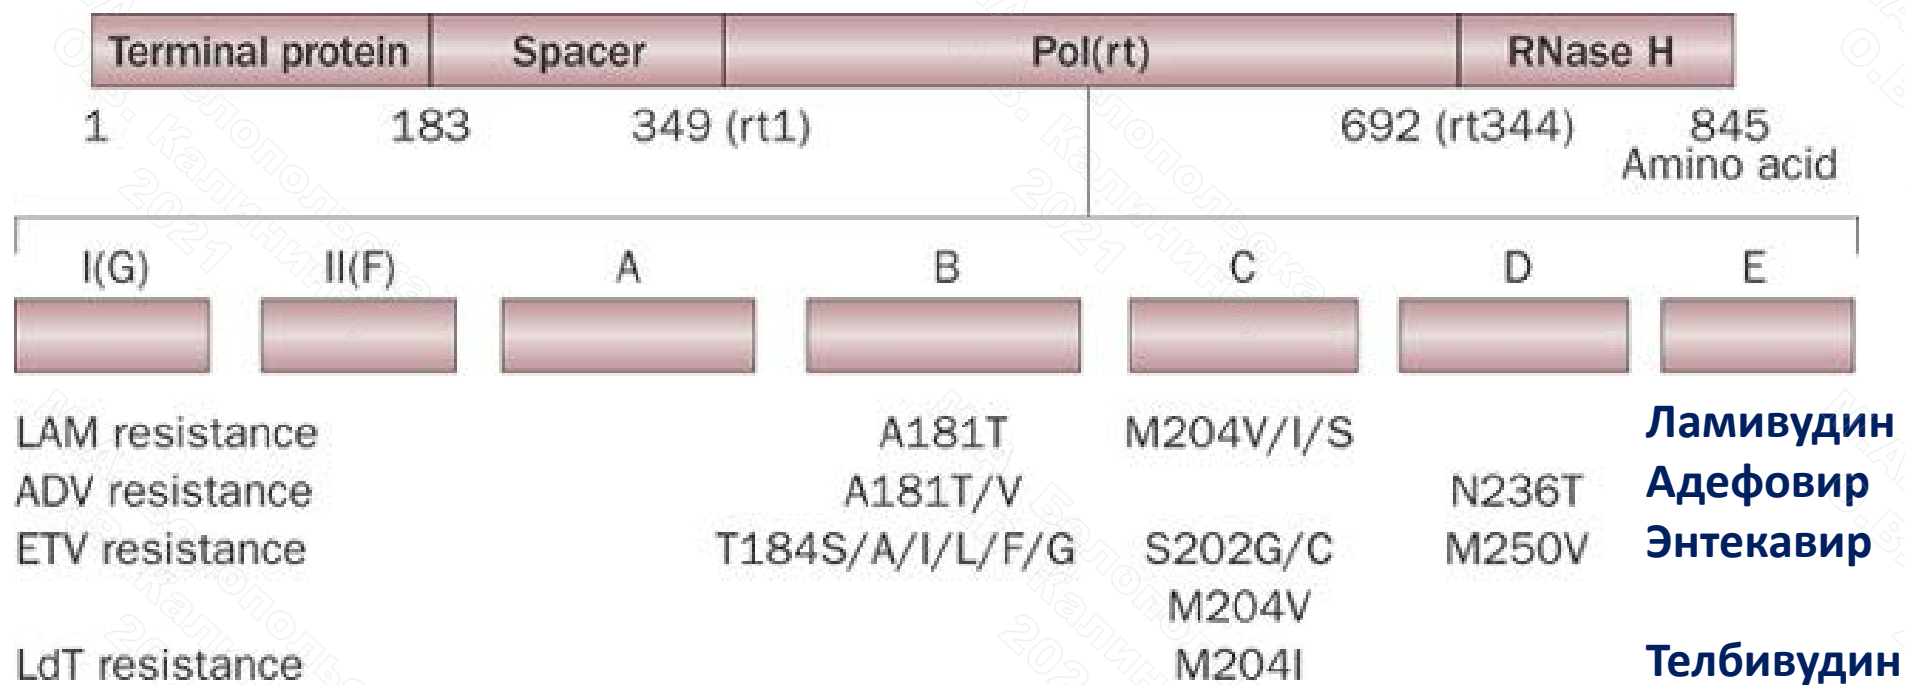 Terminal protein Spacer Pol(rt) RNase H
1 183 349 (rt1) 692 (rt344) 845
Amino acid
I(G) II(F) A B C D E
LAM resistance A181T M204V/I/S Ламивудин
ADV resistance A181T/V N236T Адефовир
ETV resistance T184S/A/I/L/F/G S202G/C M250V Энтекавир
M204V
LdT resistance M204I Телбивудин